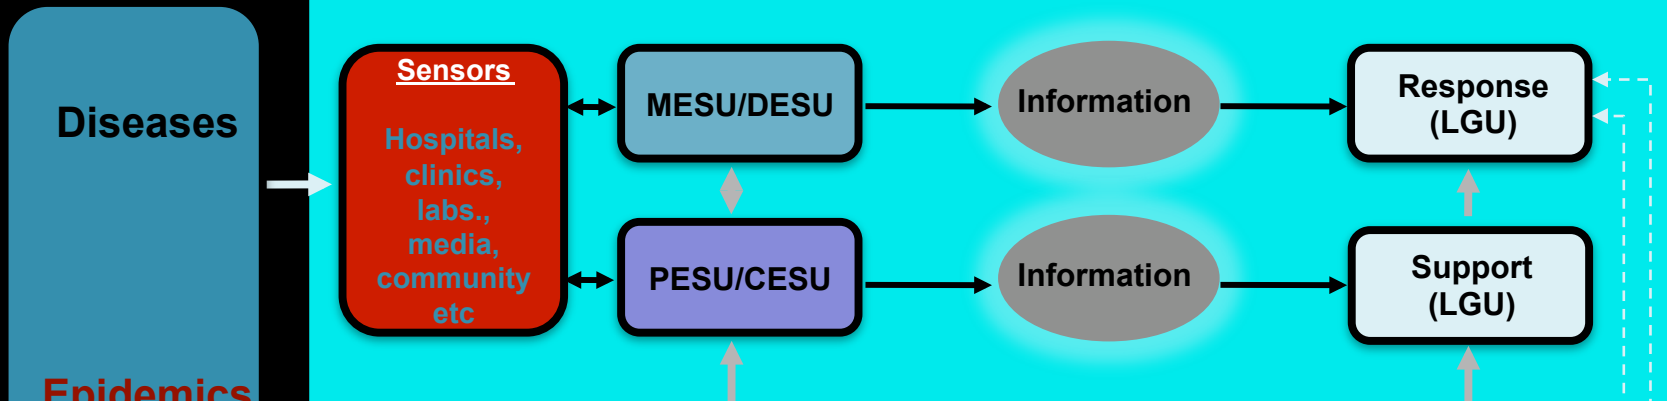 Diseases
Epidemics
Sensors
Hospitals,
clinics,
labs.,
media,
community
etc
MESU/DESU
Information
Response
(LGU)
PESU/CESU
Information
Support
(LGU)